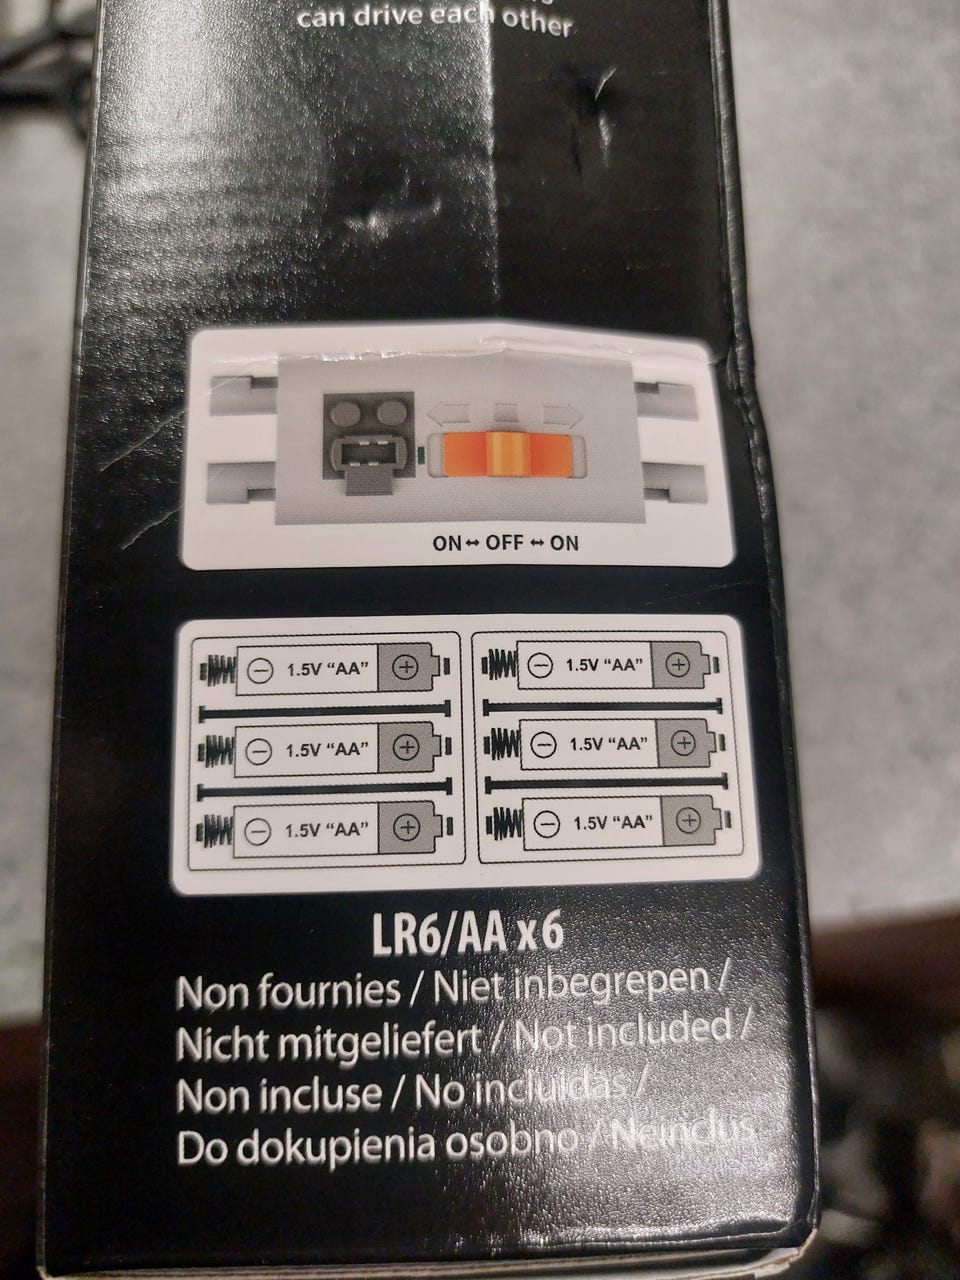 can drive each other
ON ↔ OFF ↔ ON
1.5V “AA” 1.5V “AA”
1.5V “AA” 1.5V “AA”
1.5V “AA” 1.5V “AA”
LR6/AA x6
Non fournies / Niet inbegrepen /
Nicht mitgeliefert / Not included /
Non incluse / No incluidas /
Do dokupienia osobno / Neinclus